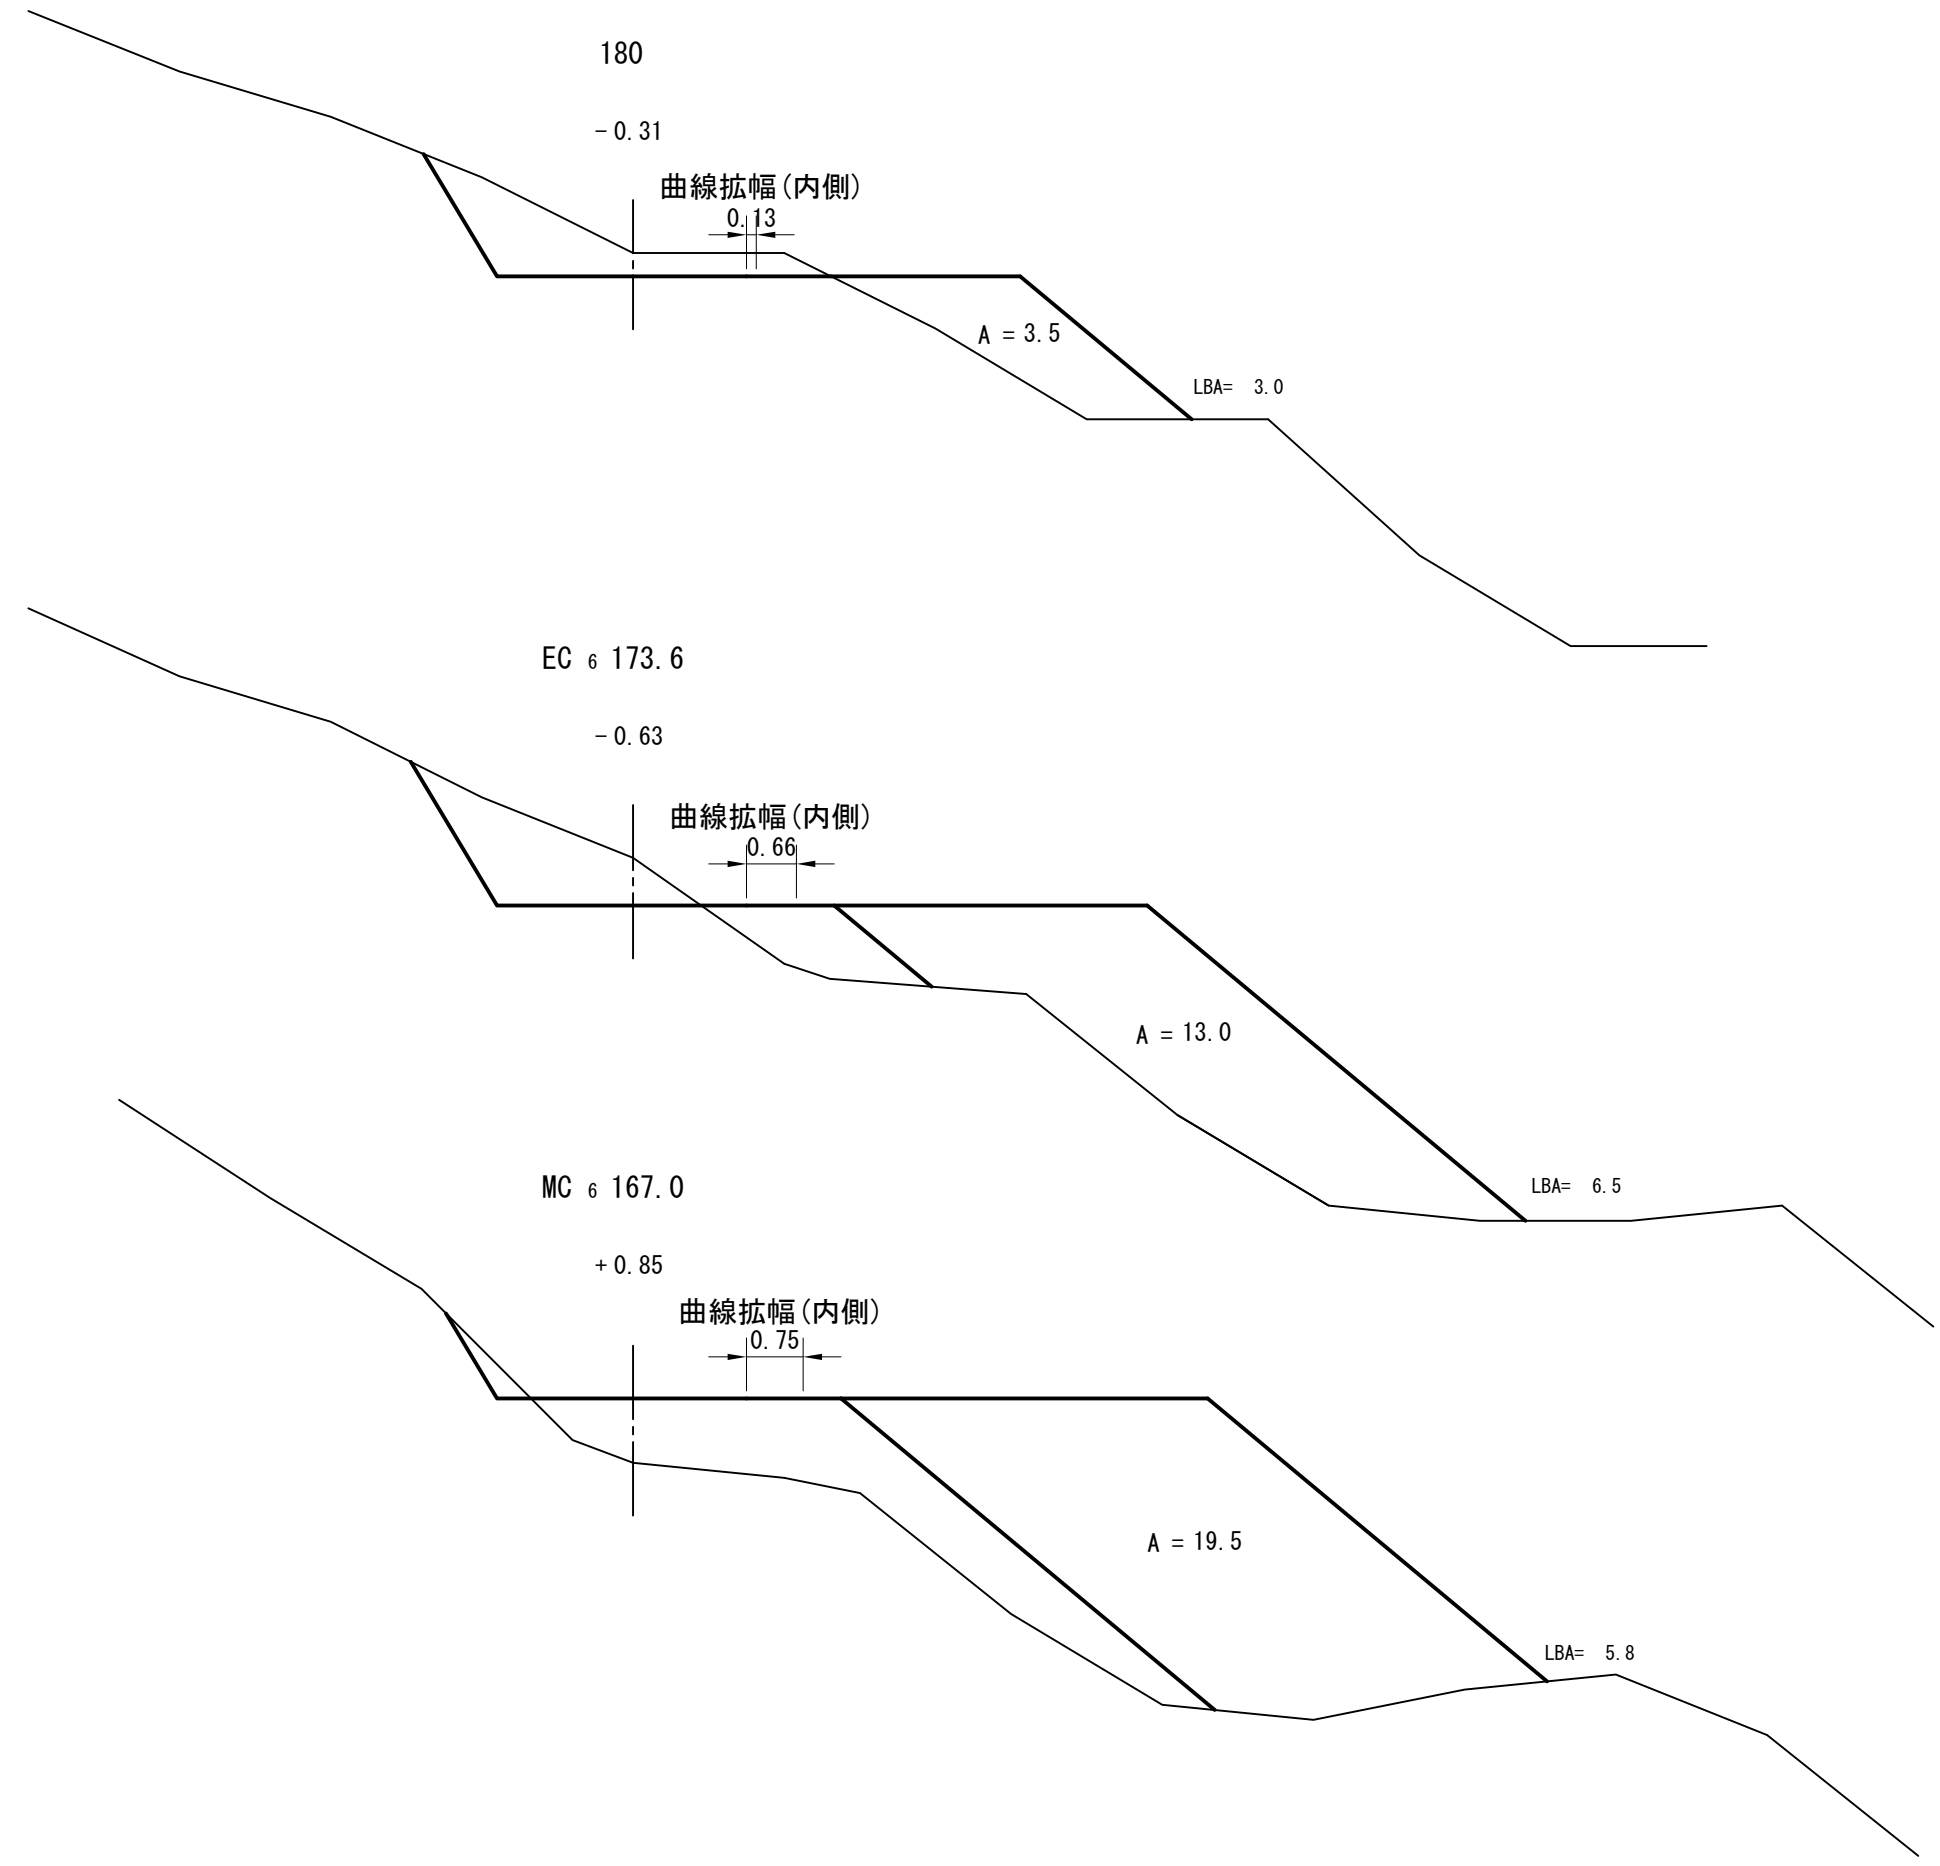 180
-0.31
曲線拡幅(内側)
0.13
A = 3.5
LBA= 3.0
EC 6 173.6
-0.63
曲線拡幅(内側)
0.66
A = 13.0
LBA= 6.5
MC 6 167.0
+0.85
曲線拡幅(内側)
0.75
A = 19.5
LBA= 5.8